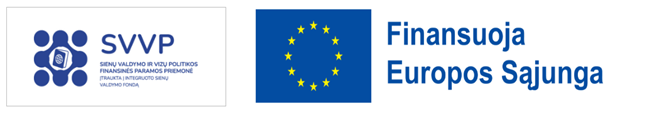 SVVP
SIENŲ VALDYMO IR VIZŲ POLITIKOS
FINANSINĖS PARAMOS PRIEMONĖ
ĮTRAUKTA Į INTEGRUOTO SIENŲ
VALDYMO FONDĄ
Finansuoja
Europos Sąjunga